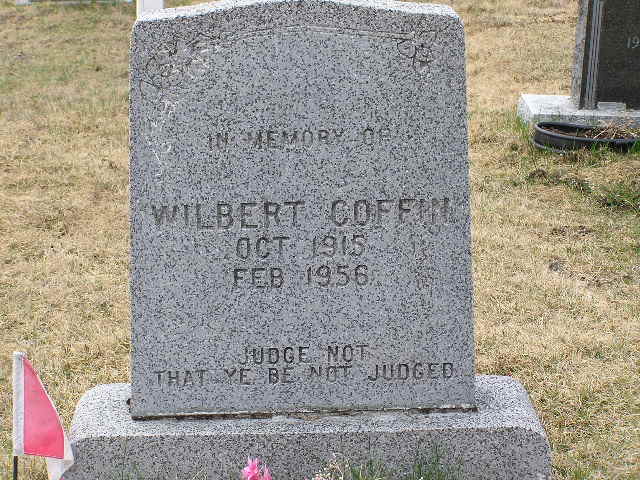 IN MEMORY OF
WILBERT COFFIN
OCT 1915
FEB 1956
JUDGE NOT
THAT YE BE NOT JUDGED